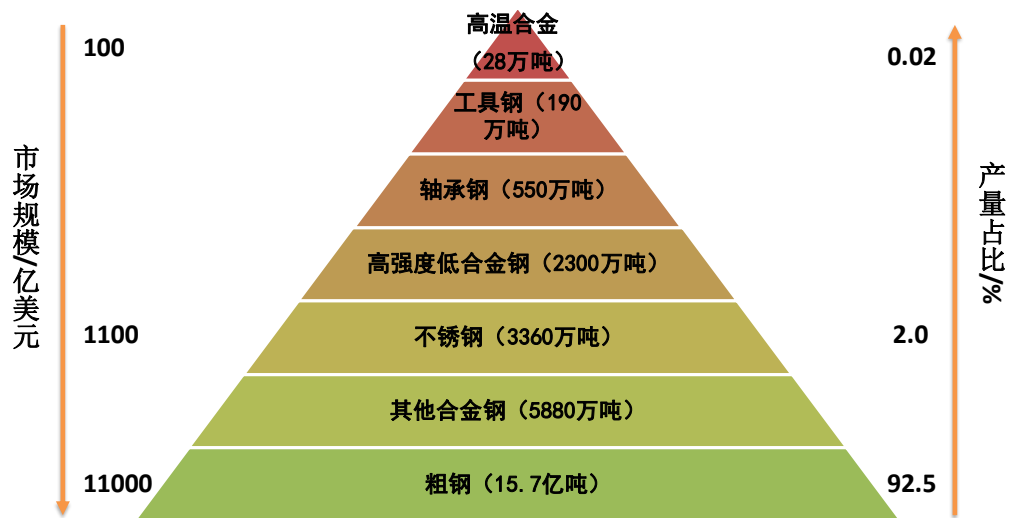 高温合金
（28万吨）
100
0.02
工具钢（190
万吨）
轴承钢（550万吨）
市场规模/亿美元
产量占比/%
高强度低合金钢（2300万吨）
1100
不锈钢（3360万吨）
2.0
其他合金钢（5880万吨）
11000
粗钢（15.7亿吨）
92.5